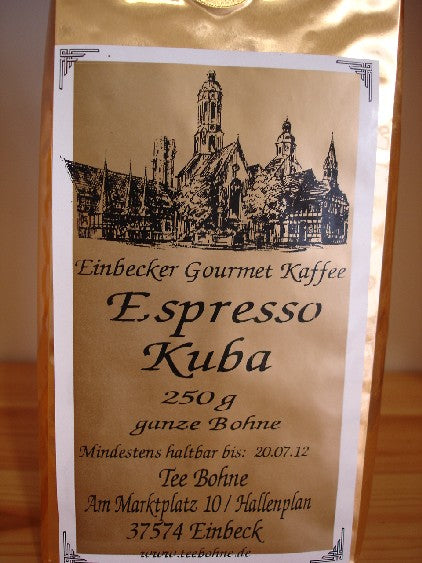 Einbecker Gourmet Kaffee
Espresso
Kuba
250 g
ganze Bohne
Mindestens haltbar bis: 20.07.12
Tee Bohne
Am Marktplatz 10 / Hallenplan
37574 Einbeck
www.teebohne.de